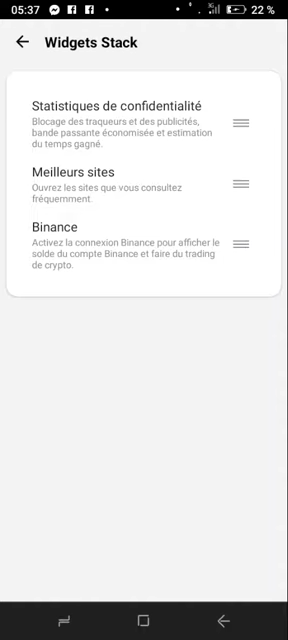 05:37 22 %
Widgets Stack
Statistiques de confidentialité
Blocage des traqueurs et des publicités,
bande passante économisée et estimation
du temps gagné.
Meilleurs sites
Ouvrez les sites que vous consultez
fréquemment.
Binance
Activez la connexion Binance pour afficher le
solde du compte Binance et faire du trading
de crypto.